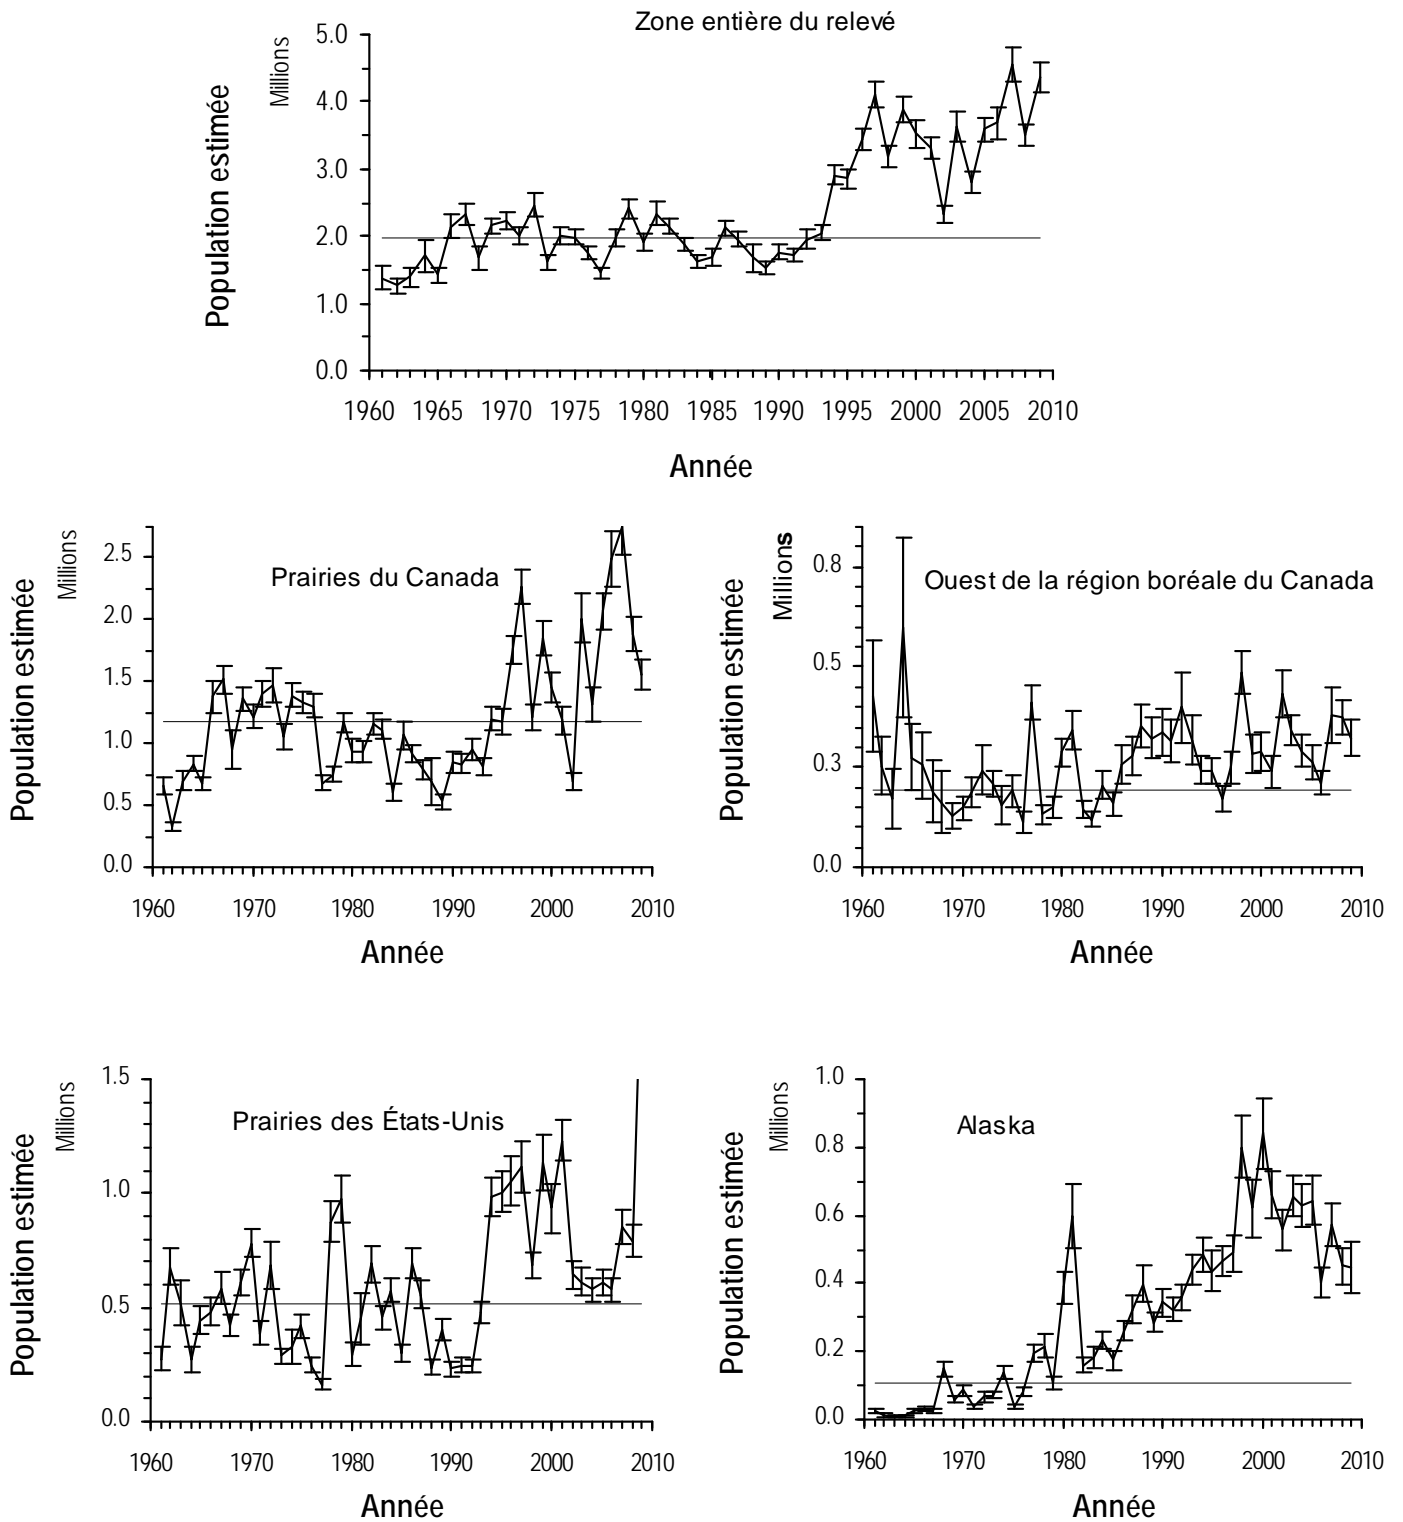 Zone entière du relevé
Population estimée
Millions
5.0
4.0
3.0
2.0
1.0
0.0
1960 1965 1970 1975 1980 1985 1990 1995 2000 2005 2010
Année
Prairies du Canada
Population estimée
Millions
2.5
2.0
1.5
1.0
0.5
0.0
1960 1970 1980 1990 2000 2010
Année
Ouest de la région boréale du Canada
Population estimée
Millions
0.8
0.5
0.3
0.0
1960 1970 1980 1990 2000 2010
Année
Prairies des États-Unis
Population estimée
Millions
1.5
1.0
0.5
0.0
1960 1970 1980 1990 2000 2010
Année
Alaska
Population estimée
Millions
1.0
0.8
0.6
0.4
0.2
0.0
1960 1970 1980 1990 2000 2010
Année